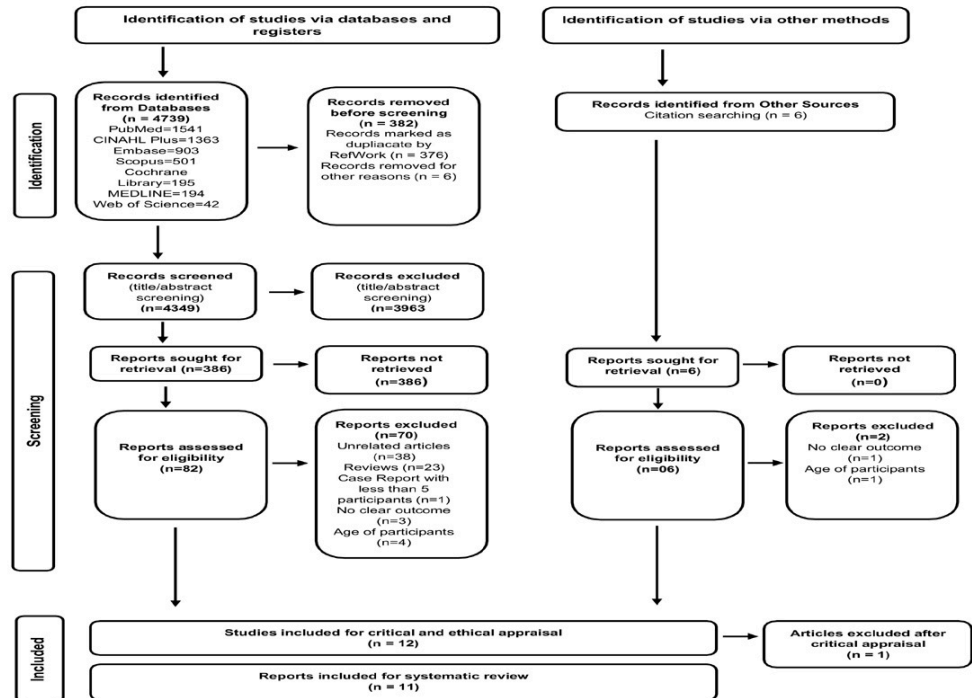 Identification of studies via databases and
registers
Identification of studies via other methods
Identification
Records identified
from Databases
(n = 4739)
PubMed=1541
CINAHL Plus=1363
Embase=903
Scopus=501
Cochrane
Library=195
MEDLINE=194
Web of Science=42
Records removed
before screening
(n = 382)
Records marked as
dupliacate by
RefWork (n = 376)
Records removed for
other reasons (n = 6)
Records identified from Other Sources
Citation searching (n = 6)
Screening
Records screened
(title/abstract
screening)
(n=4349)
Records excluded
(title/abstract
screening)
(n=3963
Reports sought for
retrieval (n=386)
Reports not
retrieved
(n=386)
Reports sought for
retrieval (n=6)
Reports not
retrieved
(n=0)
Reports assessed
for eligibility
(n=82)
Reports excluded
(n=70)
Unrelated articles
(n=38)
Reviews (n=23)
Case Report with
less than 5
participants (n=1)
No clear outcome
(n=3)
Age of participants
(n=4)
Reports assessed
for eligibility
(n=06)
Reports excluded
(n=2)
No clear outcome
(n=1)
Age of participants
(n=1)
Included
Studies included for critical and ethical appraisal
(n = 12)
Articles excluded after
critical appraisal
n = 1)
Reports included for systematic review
(n = 11)